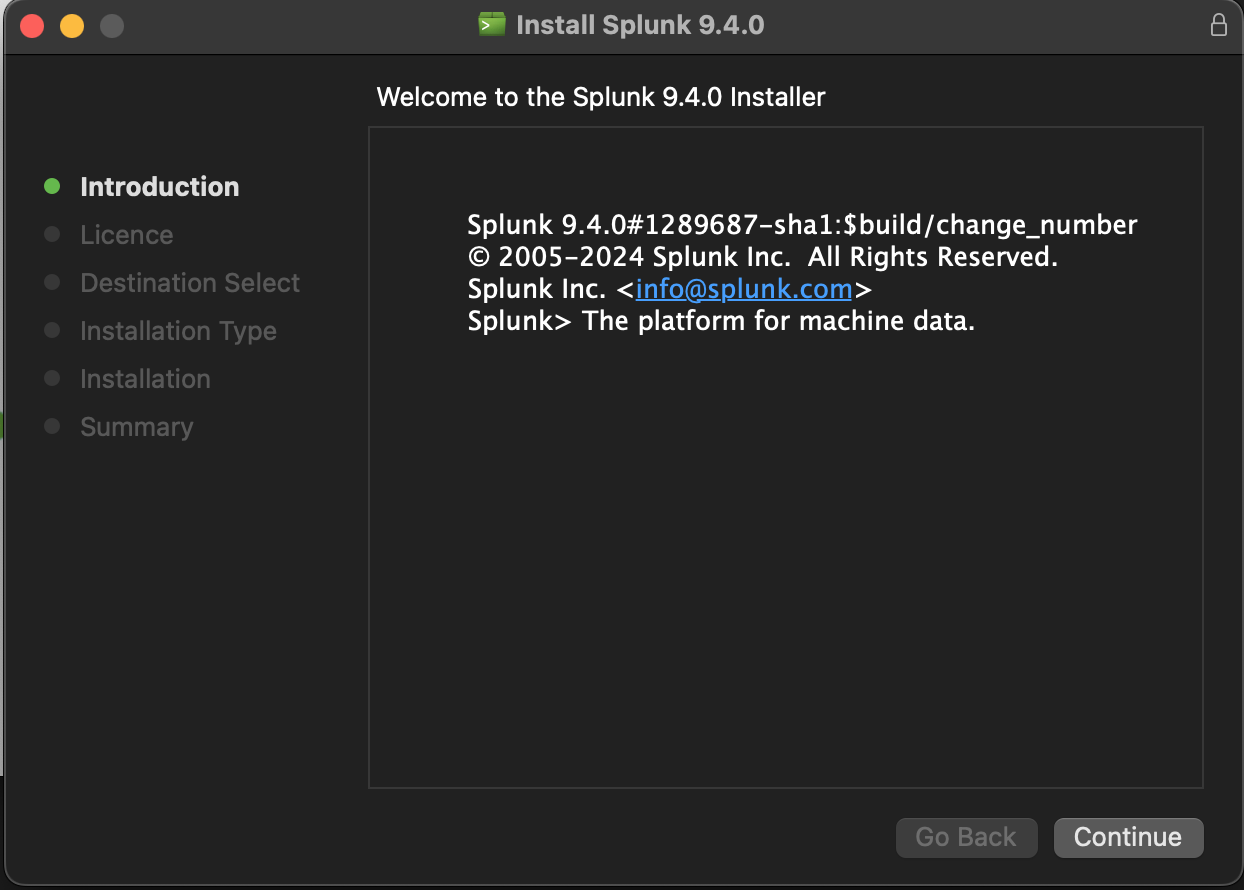 Install Splunk 9.4.0
Welcome to the Splunk 9.4.0 Installer
Introduction
Licence
Destination Select
Installation Type
Installation
Summary
Splunk 9.4.0#1289687-sha1:$build/change_number
© 2005-2024 Splunk Inc.  All Rights Reserved.
Splunk Inc. <info@splunk.com>
Splunk> The platform for machine data.
Go Back
Continue